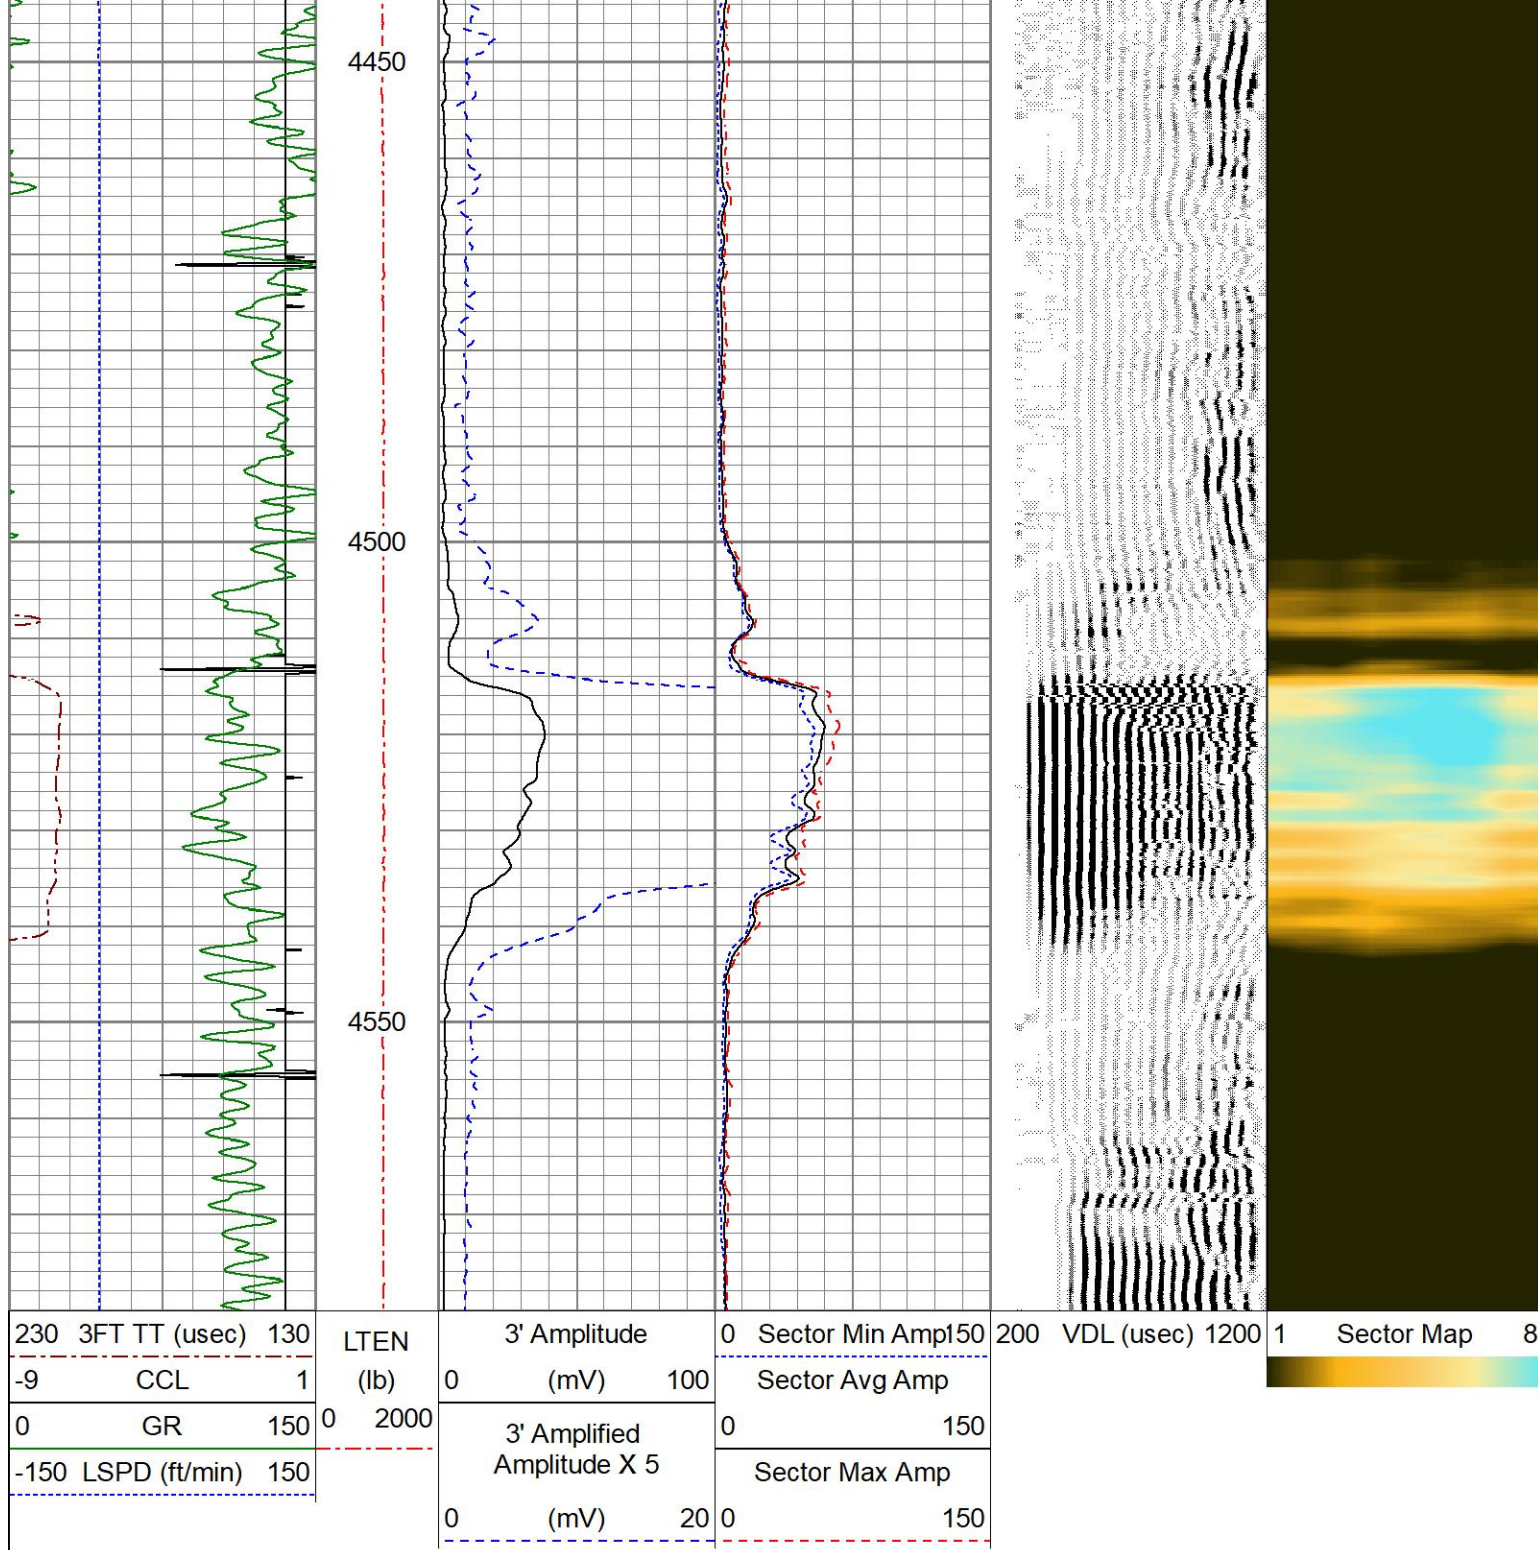 4450
4500
4550
230 3FT TT (usec) 130
-9 CCL 1
0 GR 150
-150 LSPD (ft/min) 150
LTEN
(lb)
0 2000
3' Amplitude
0 (mV) 100
3' Amplified
Amplitude X 5
0 (mV) 20
0 Sector Min Amp 150
Sector Avg Amp
0 150
Sector Max Amp
0 150
200 VDL (usec) 1200
1 Sector Map 8